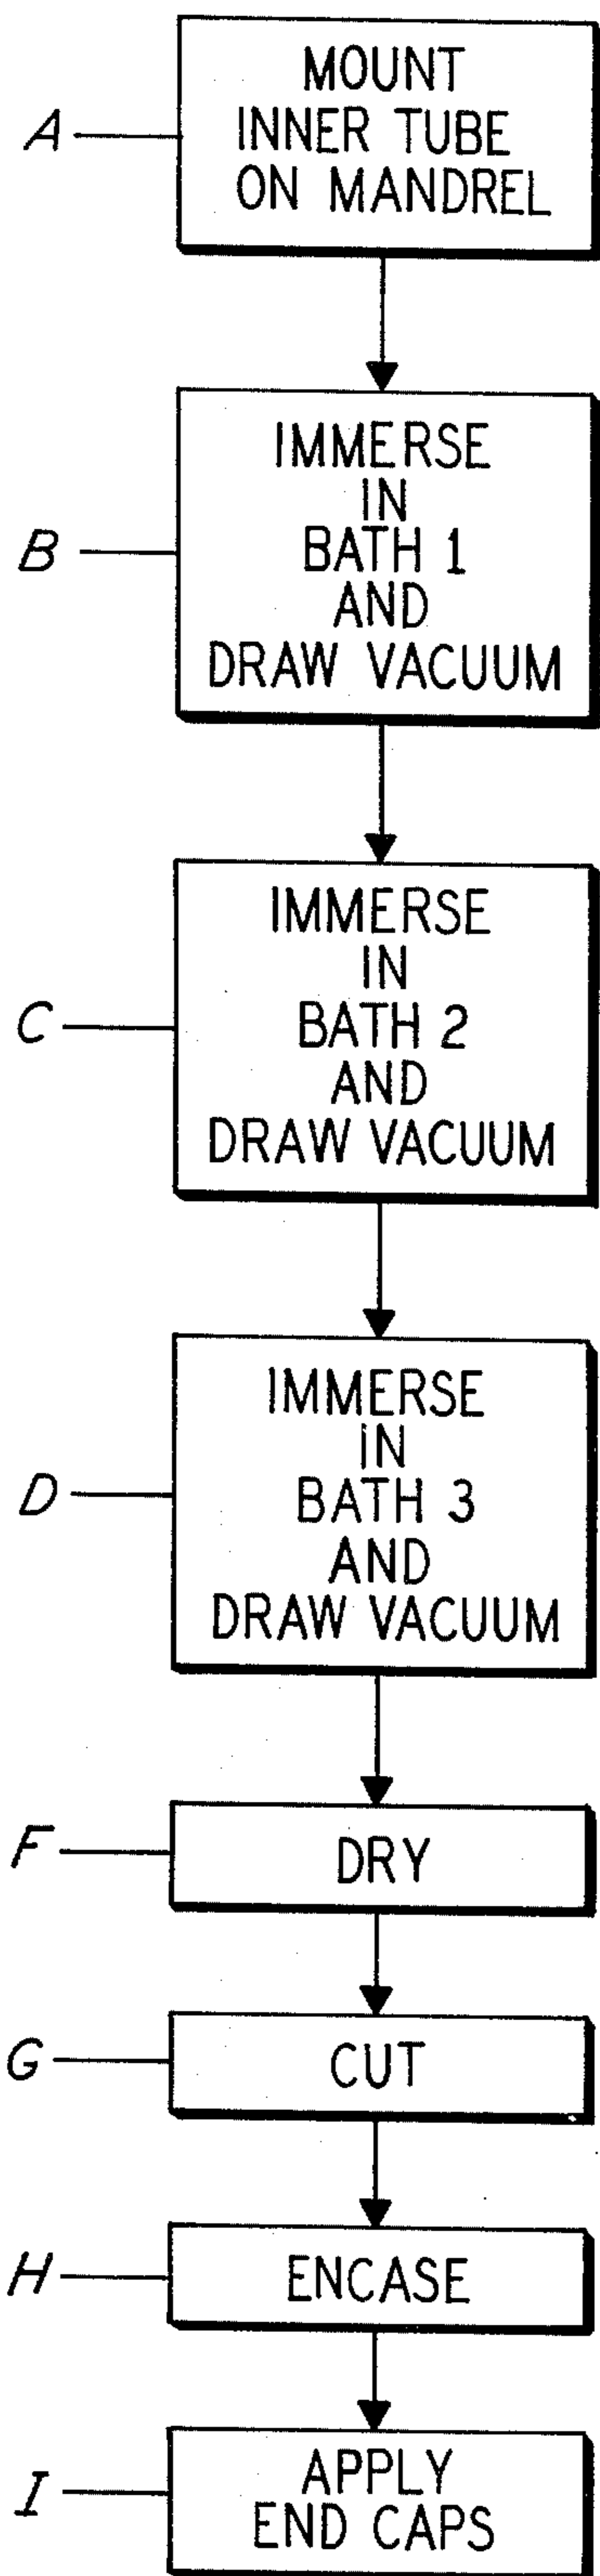 A
MOUNT
INNER TUBE
ON MANDREL
B
IMMERSE
IN
BATH 1
AND
DRAW VACUUM
C
IMMERSE
IN
BATH 2
AND
DRAW VACUUM
D
IMMERSE
IN
BATH 3
AND
DRAW VACUUM
F
DRY
G
CUT
H
ENCASE
I
APPLY
END CAPS